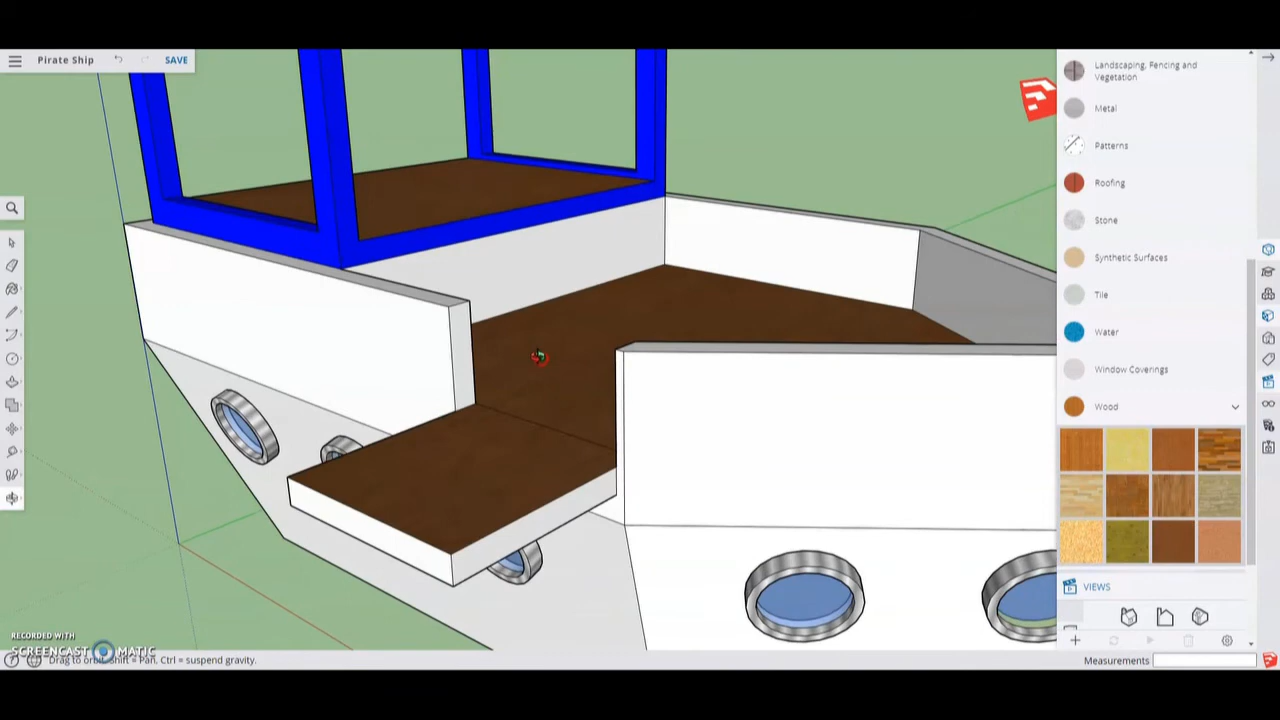 Pirate Ship
SAVE
Landscaping, Fencing and
Vegetation
Metal
Patterns
Roofing
Stone
Synthetic Surfaces
Tile
Water
Window Coverings
Wood
VIEWS
RECORDED WITH
SCREENCAST MATIC
Drag to orbit. Shift = Pan, Ctrl = suspend gravity.
Measurements